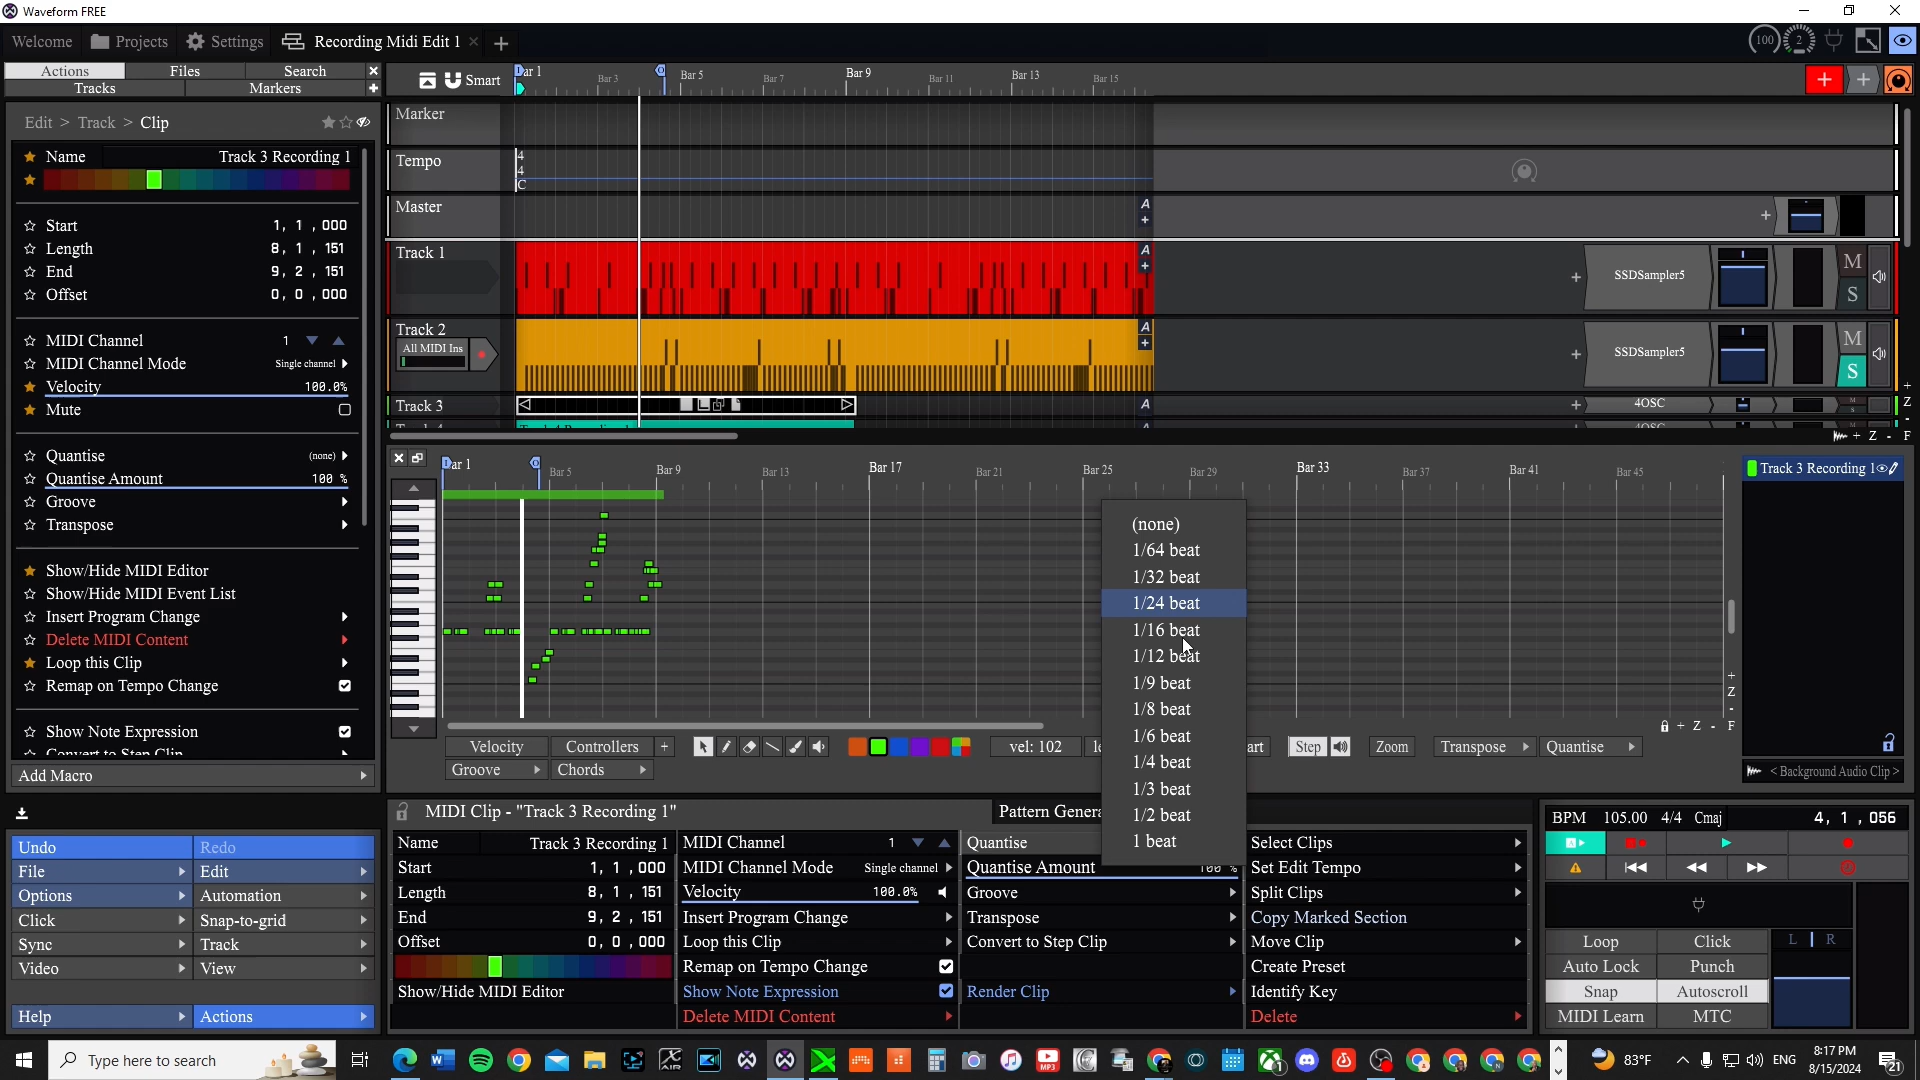 Waveform FREE
Welcome Projects Settings Recording Midi Edit 1
100 2
Actions Files Search
Tracks Markers
Smart
Bar 3 Bar 5 Bar 7 Bar 9 Bar 11 Bar 13 Bar 15
Edit > Track > Clip
Name Track 3 Recording 1
Start 1, 1 ,000
Length 8, 1 , 151
End 9, 2 , 151
Offset 0, 0 ,000
MIDI Channel 1
MIDI Channel Mode Single channel
Velocity 100.0%
Mute
Quantise (none)
Quantise Amount 100 %
Groove
Transpose
Show/Hide MIDI Editor
Show/Hide MIDI Event List
Insert Program Change
Delete MIDI Content
Loop this Clip
Remap on Tempo Change
Show Note Expression
Convert to Step Clip
Add Macro
Marker
Tempo
4
4
C
Master
A
+
Track 1
A
+
SSDSampler5
M
S
Track 2
All MIDI Ins
A
+
SSDSampler5
M
S
Track 3
A
4OSC
+ Z - F
Bar 5 Bar 9 Bar 13 Bar 17 Bar 21 Bar 25 Bar 29 Bar 33 Bar 37 Bar 41 Bar 45
Track 3 Recording 1
(none)
1/64 beat
1/32 beat
1/24 beat
1/16 beat
1/12 beat
1/9 beat
1/8 beat
1/6 beat
1/4 beat
1/3 beat
1/2 beat
1 beat
+ Z - F
Velocity Controllers + vel: 102 Step Zoom Transpose Quantise
Groove Chords
< Background Audio Clip >
MIDI Clip - "Track 3 Recording 1"
Name Track 3 Recording 1
Start 1, 1 ,000
Length 8, 1 , 151
End 9, 2 , 151
Offset 0, 0 ,000
Show/Hide MIDI Editor
MIDI Channel 1
MIDI Channel Mode Single channel
Velocity 100.0%
Insert Program Change
Loop this Clip
Remap on Tempo Change
Show Note Expression
Delete MIDI Content
Quantise
Quantise Amount 100 %
Groove
Transpose
Convert to Step Clip
Render Clip
Select Clips
Set Edit Tempo
Split Clips
Copy Marked Section
Move Clip
Create Preset
Identify Key
Delete
BPM 105.00 4/4 Cmaj 4, 1 , 056
Loop Click
Auto Lock Punch
Snap Autoscroll
MIDI Learn MTC
L R
Undo Redo
File Edit
Options Automation
Click Snap-to-grid
Sync Track
Video View
Help Actions
Type here to search
83°F ENG 8:17 PM
8/15/2024
21